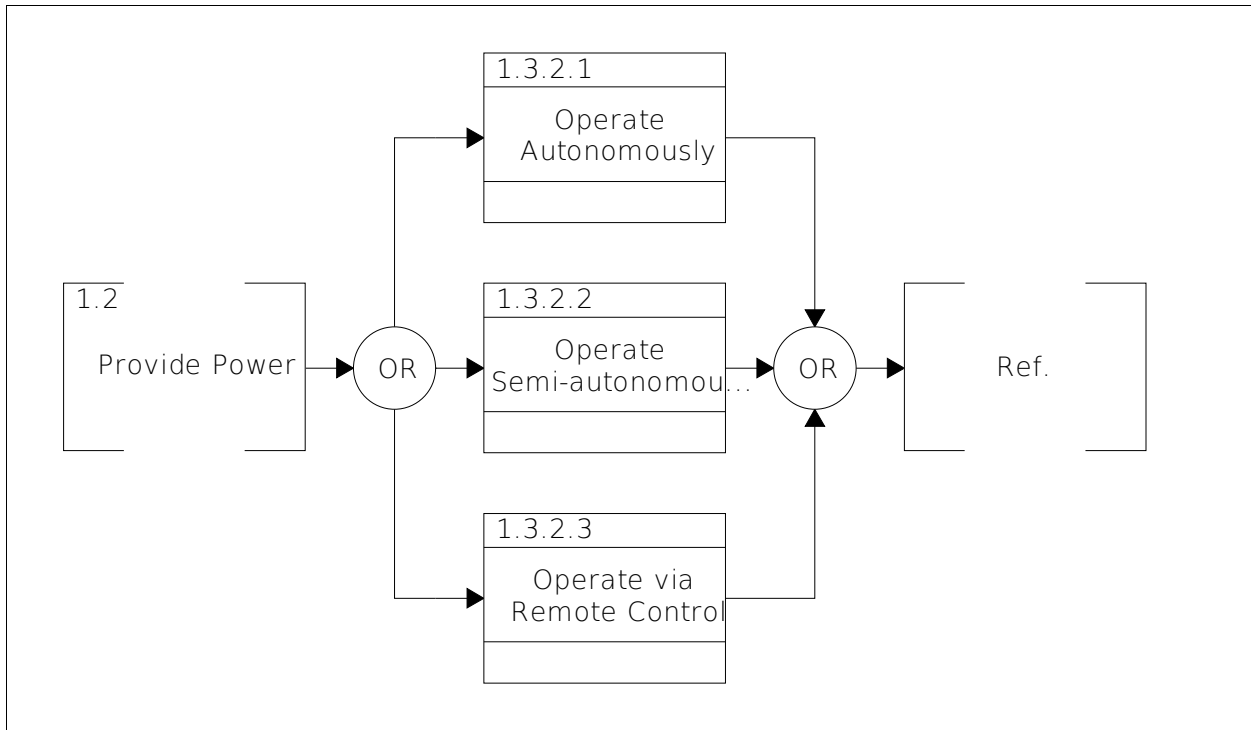 1.3.2.1
Operate
Autonomously
1.2
Provide Power
OR
1.3.2.2
Operate
Semi-autonomou...
OR
Ref.
1.3.2.3
Operate via
Remote Control